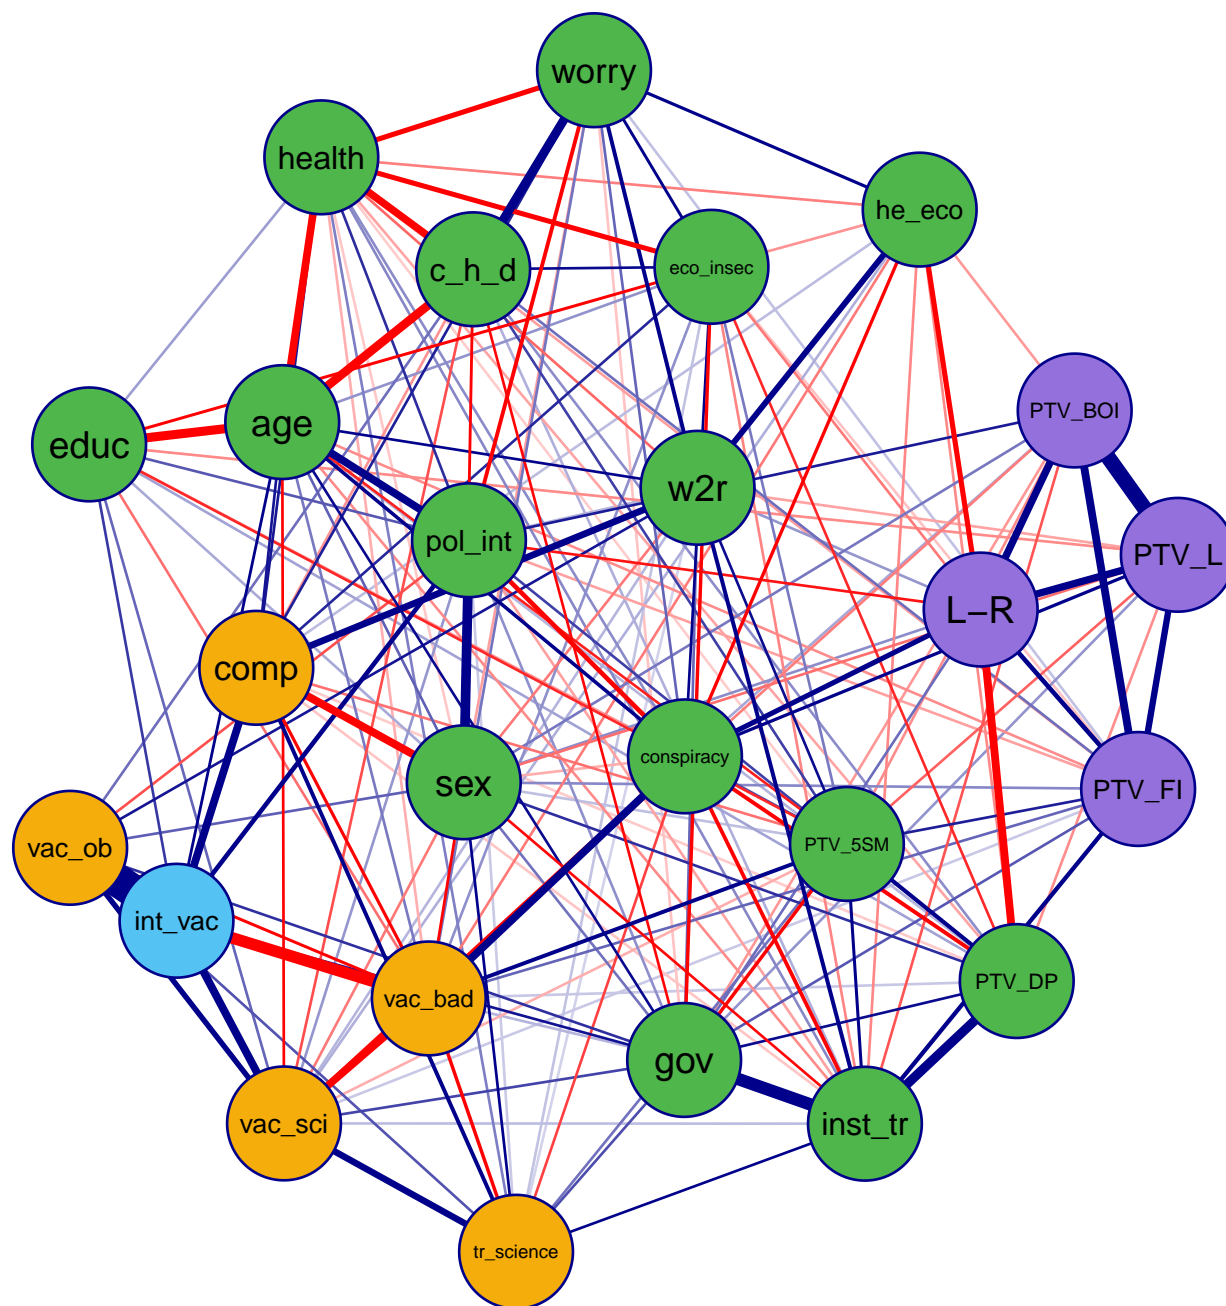 worry
health
he_eco
c_h_d
eco_insec
PTV_BOI
age
educ
w2r
pol_int
PTV_L
L–R
comp
conspiracy
sex
PTV_FI
vac_ob
PTV_5SM
int_vac
PTV_DP
vac_bad
gov
vac_sci
inst_tr
tr_science